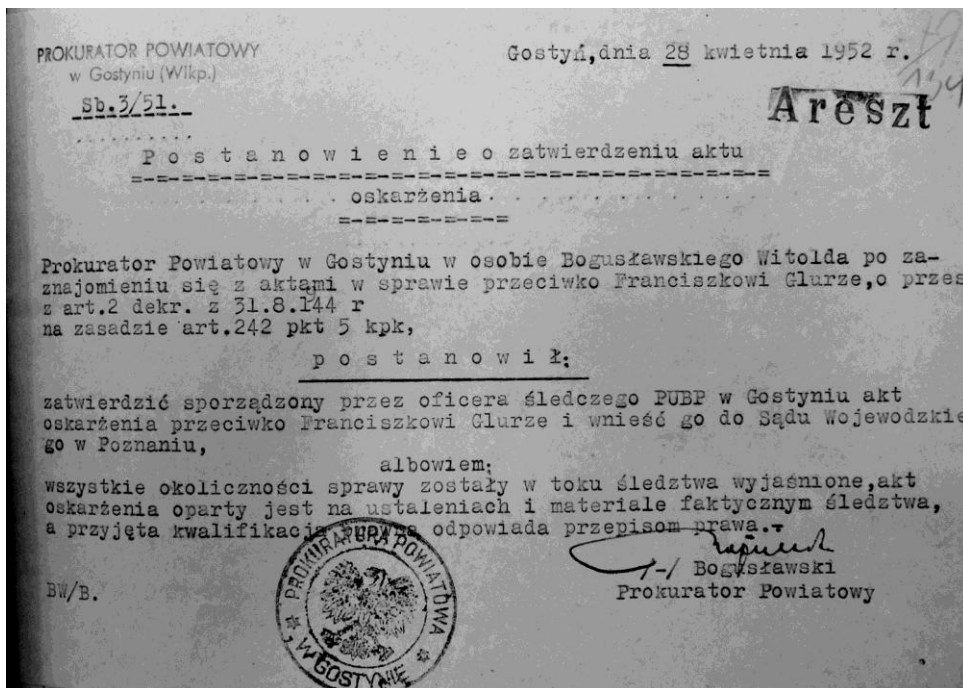 PROKURATOR POWIATOWY
w Gostyniu (Wlkp.)
Gostyń,dnia 28 kwietnia 1952 r.
Sb.3/51.
Areszt
P o s t a n o w i e n i e o zatwierdzeniu aktu
=-=-=-=-=-=-=-=-=-=-=-=-=-=-=-=-=-=-=-=-=-=
oskarżenia
=-=-=-=-=-=-=
Prokurator Powiatowy w Gostyniu w osobie Bogusławskiego Witolda po za-
znajomieniu się z aktami w sprawie przeciwko Franciszkowi Glurze,o przes
z art.2 dekr. z 31.8.144 r
na zasadzie art.242 pkt 5 kpk,
p o s t a n o w i ł:
zatwierdzić sporządzony przez oficera śledczego PUBP w Gostyniu akt
oskarżenia przeciwko Franciszkowi Glurze i wnieść go do Sądu Wojewodzkie
go w Poznaniu,
albowiem:
wszystkie okoliczności sprawy zostały w toku śledztwa wyjaśnione,akt
oskarżenia oparty jest na ustaleniach i materiale faktycznym śledztwa,
a przyjęta kwalifikacja prawna odpowiada przepisom prawa.-
/-/ Bogusławski
Prokurator Powiatowy
BW/B.
PROKURATURA POWIATOWA
W GOSTYNIU